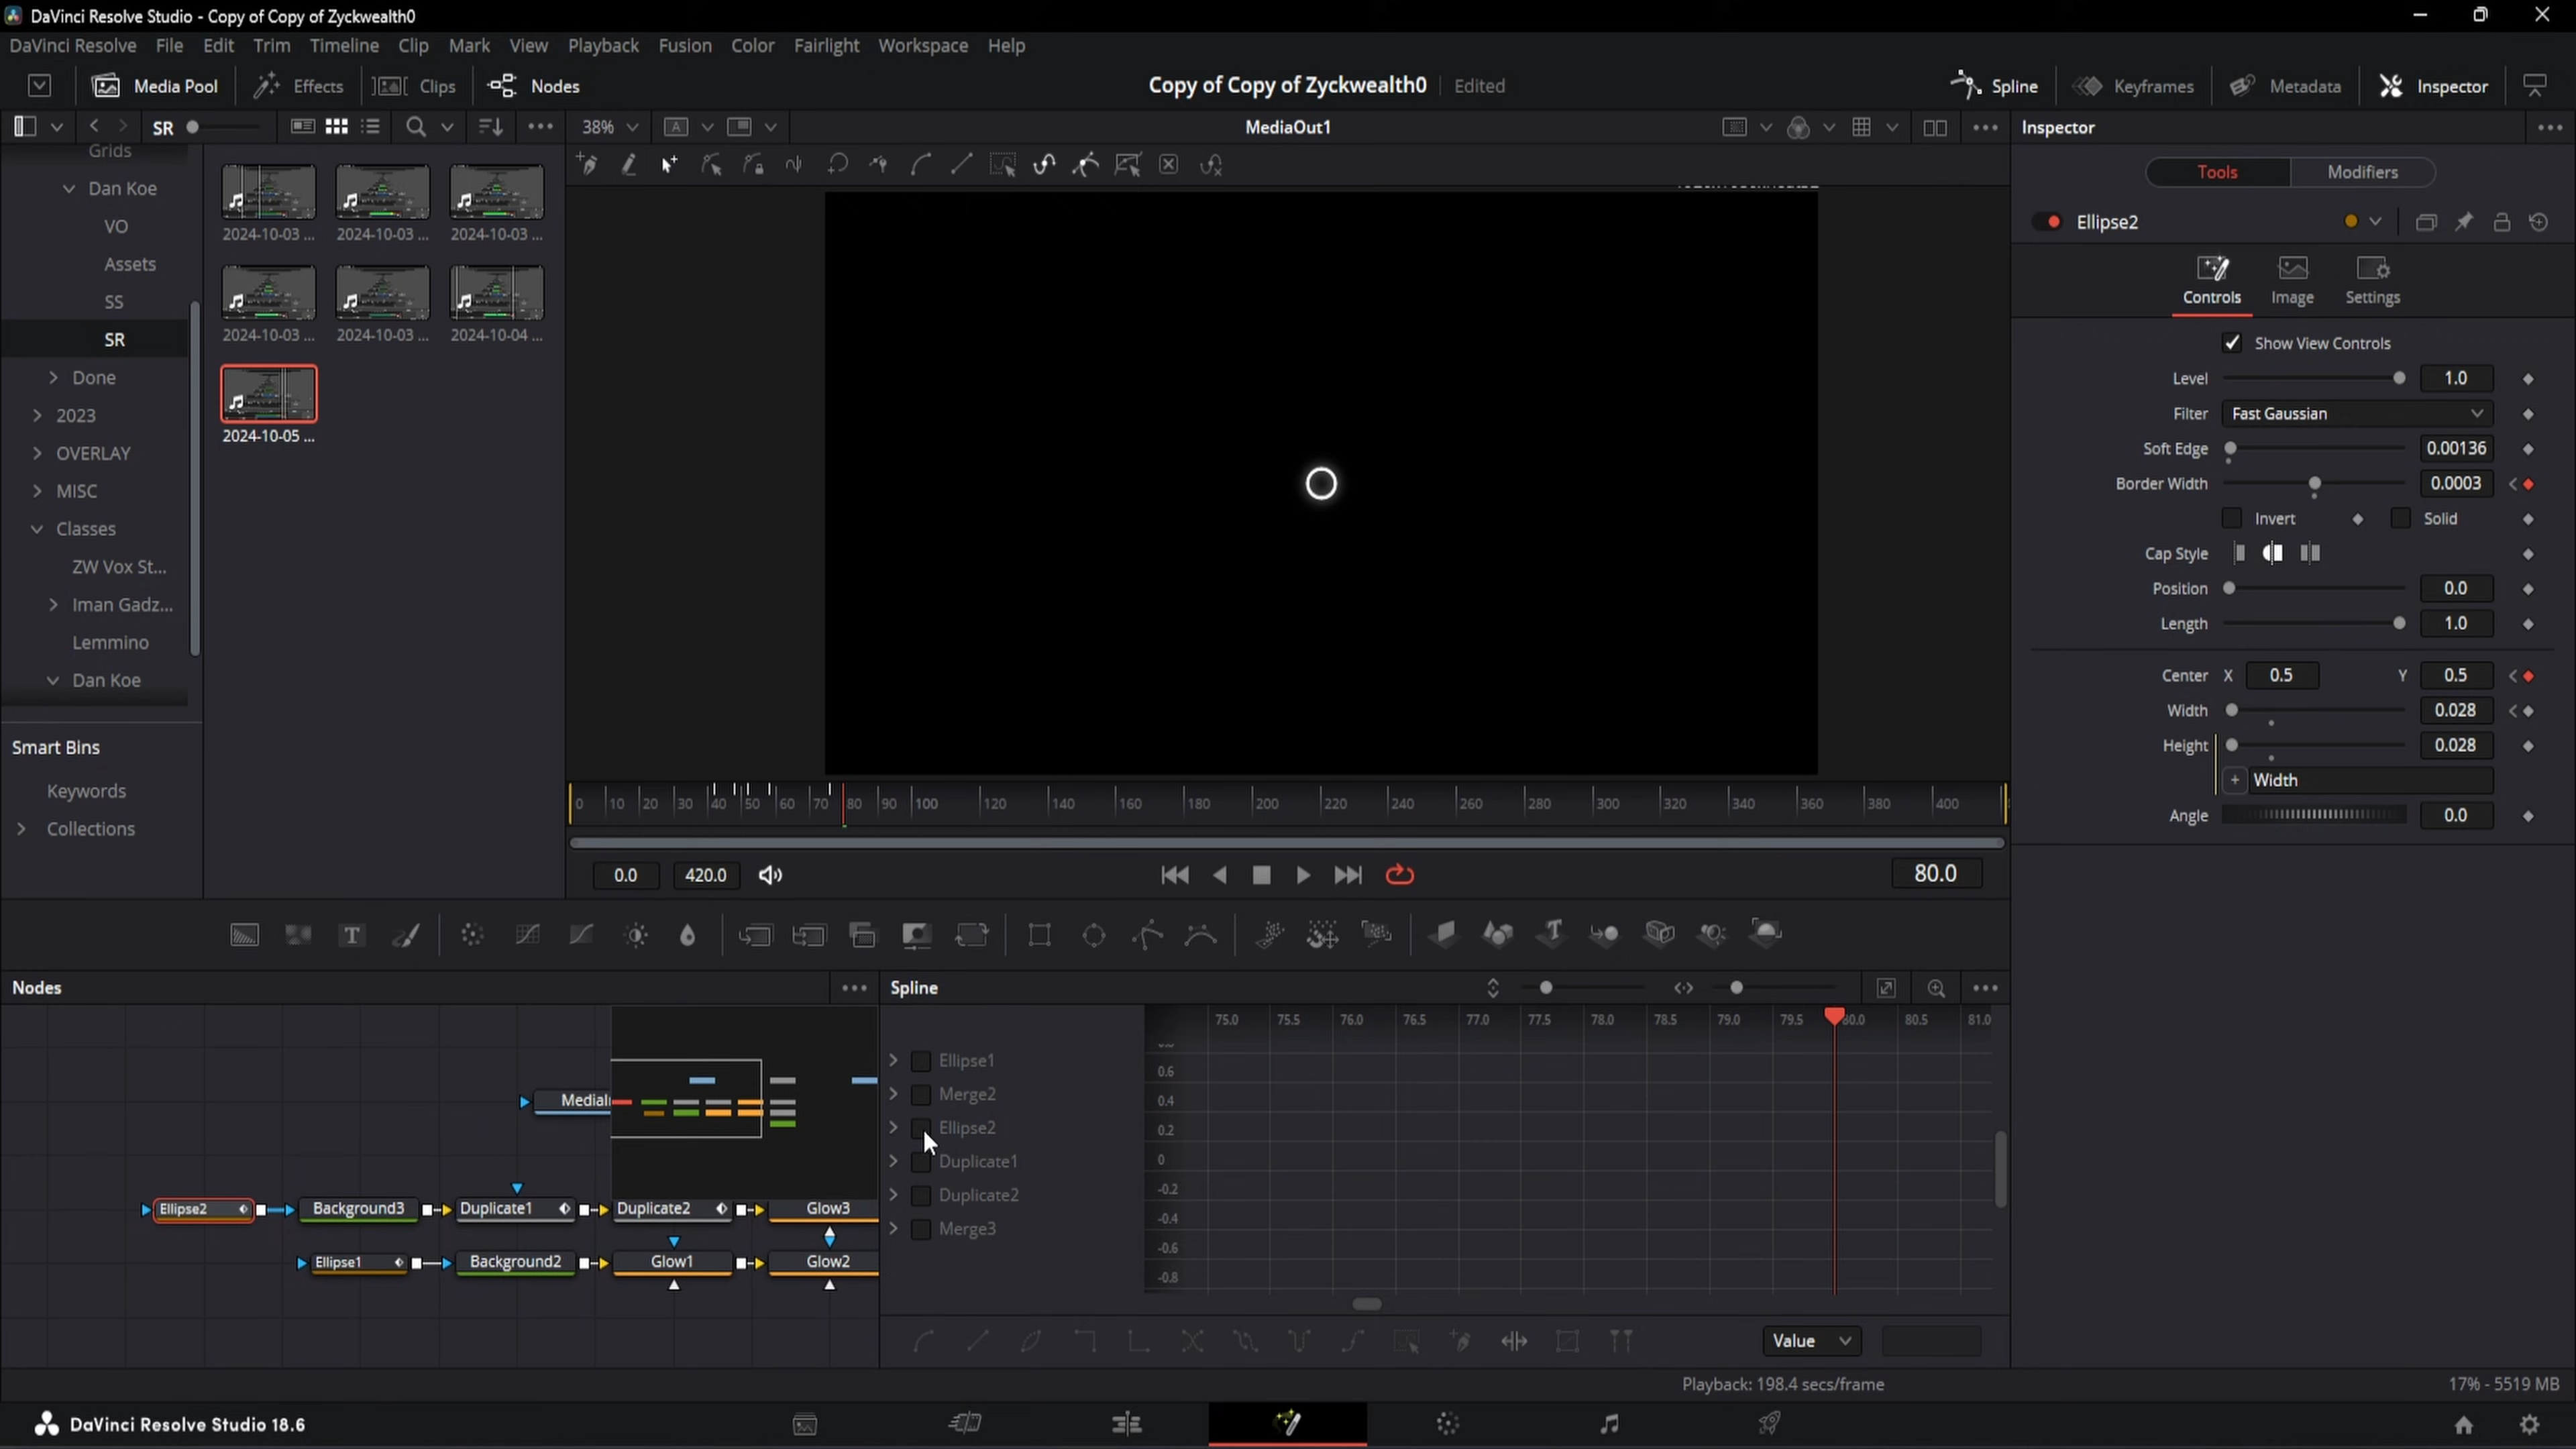 DaVinci Resolve Studio - Copy of Copy of Zyckwealth0
DaVinci Resolve File Edit Trim Timeline Clip Mark View Playback Fusion Color Fairlight Workspace Help
Media Pool Effects Clips Nodes Copy of Copy of Zyckwealth0 Edited Spline Keyframes Metadata Inspector
SR 38% A MediaOut1 Inspector
Grids
Dan Koe
VO
Assets
SS
SR
Done
2023
OVERLAY
MISC
Classes
ZW Vox St...
Iman Gadz...
Lemmino
Dan Koe
Smart Bins
Keywords
Collections
2024-10-03 ... 2024-10-03 ... 2024-10-03 ...
2024-10-03 ... 2024-10-03 ... 2024-10-04 ...
2024-10-05 ...
Tools Modifiers
Ellipse2
Controls Image Settings
Show View Controls
Level 1.0
Filter Fast Gaussian
Soft Edge 0.00136
Border Width 0.0003
Invert Solid
Cap Style
Position 0.0
Length 1.0
Center X 0.5 Y 0.5
Width 0.028
Height 0.028
+ Width
Angle 0.0
0 10 20 30 40 50 60 70 80 90 100 120 140 160 180 200 220 240 260 280 300 320 340 360 380 400
0.0 420.0 80.0
T
Nodes
MediaI
Ellipse2 Background3 Duplicate1 Duplicate2 Glow3
Ellipse1 Background2 Glow1 Glow2
Spline
75.0 75.5 76.0 76.5 77.0 77.5 78.0 78.5 79.0 79.5 80.0 80.5 81.0
Ellipse1
Merge2
Ellipse2
Duplicate1
Duplicate2
Merge3
0.6
0.4
0.2
0
-0.2
-0.4
-0.6
-0.8
Value
Playback: 198.4 secs/frame 17% - 5519 MB
DaVinci Resolve Studio 18.6